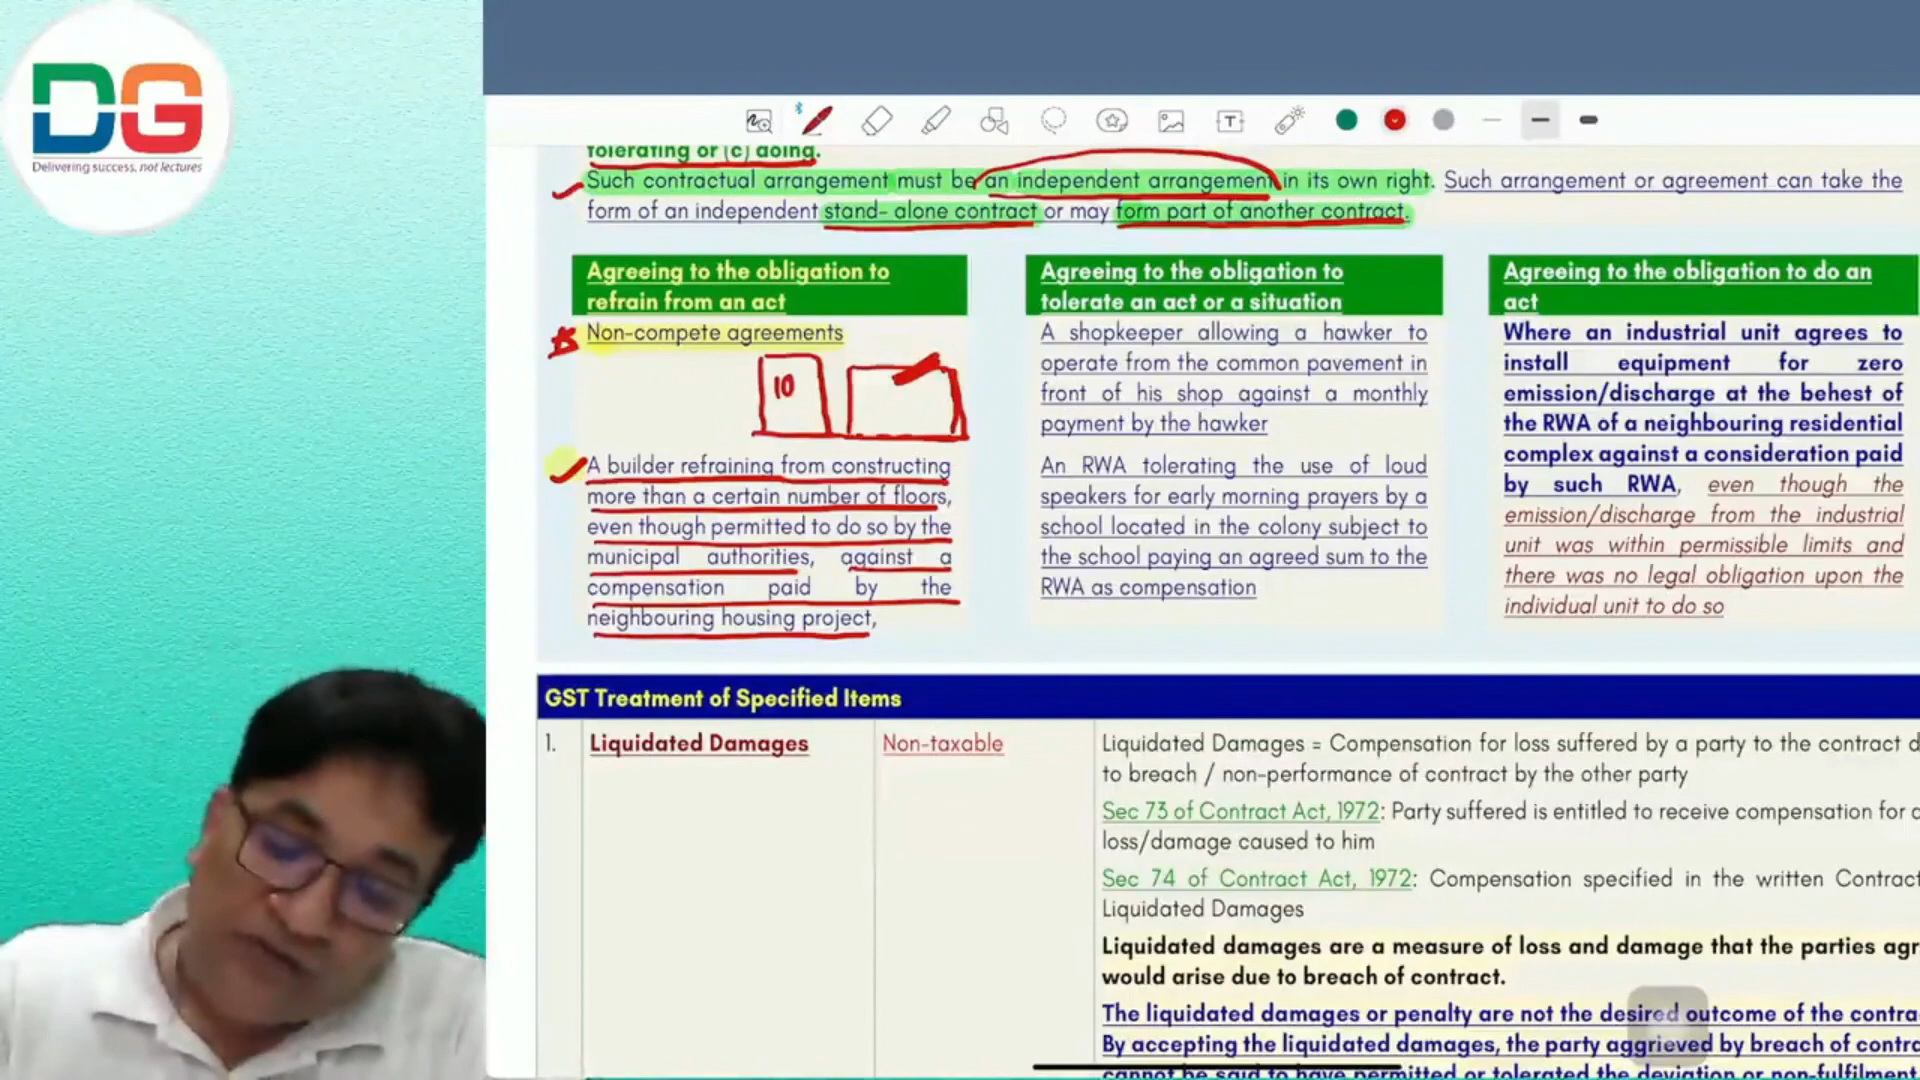 DG
Delivering success, not lectures
T
tolerating or (c) doing.
Such contractual arrangement must be an independent arrangement in its own right. Such arrangement or agreement can take the
form of an independent stand- alone contract or may form part of another contract.
Agreeing to the obligation to
refrain from an act
Non-compete agreements
10
A builder refraining from constructing
more than a certain number of floors,
even though permitted to do so by the
municipal authorities, against a
compensation paid by the
neighbouring housing project,
Agreeing to the obligation to
tolerate an act or a situation
A shopkeeper allowing a hawker to
operate from the common pavement in
front of his shop against a monthly
payment by the hawker
An RWA tolerating the use of loud
speakers for early morning prayers by a
school located in the colony subject to
the school paying an agreed sum to the
RWA as compensation
Agreeing to the obligation to do an
act
Where an industrial unit agrees to
install equipment for zero
emission/discharge at the behest of
the RWA of a neighbouring residential
complex against a consideration paid
by such RWA, even though the
emission/discharge from the industrial
unit was within permissible limits and
there was no legal obligation upon the
individual unit to do so
GST Treatment of Specified Items
1. Liquidated Damages Non-taxable
Liquidated Damages = Compensation for loss suffered by a party to the contract d
to breach / non-performance of contract by the other party
Sec 73 of Contract Act, 1972: Party suffered is entitled to receive compensation for
loss/damage caused to him
Sec 74 of Contract Act, 1972: Compensation specified in the written Contract
Liquidated Damages
Liquidated damages are a measure of loss and damage that the parties agr
would arise due to breach of contract.
The liquidated damages or penalty are not the desired outcome of the contra
By accepting the liquidated damages, the party aggrieved by breach of contra
cannot be said to have permitted or tolerated the deviation or non-fulfilment